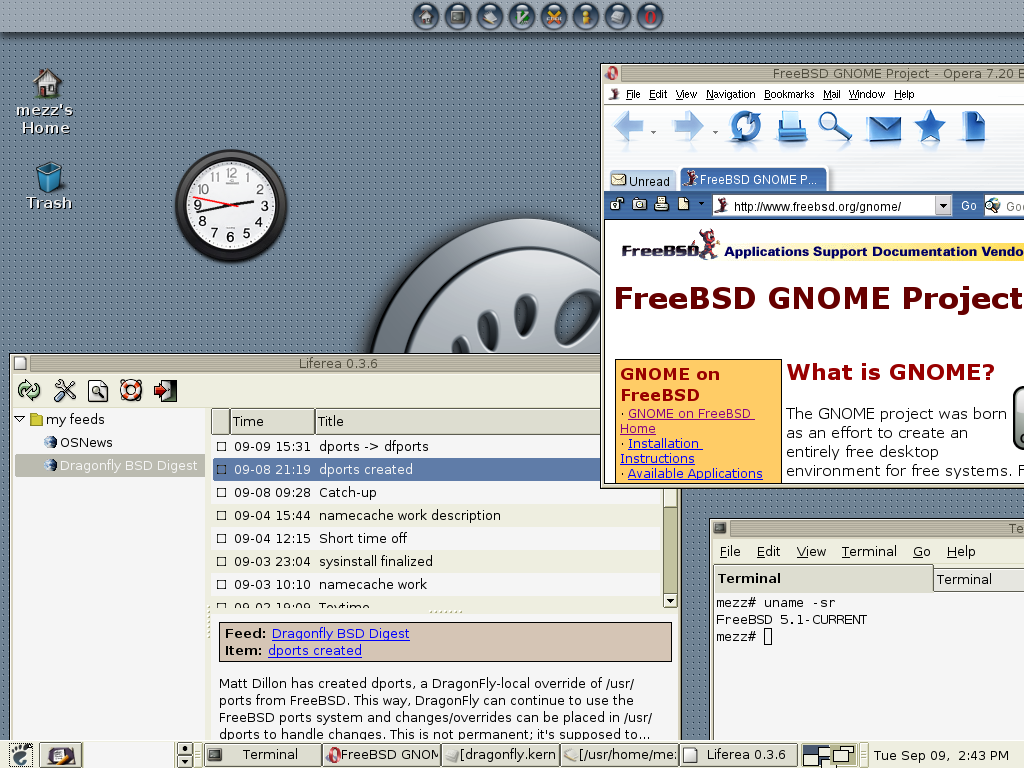 mezz's
Home
Trash
12
11
1
10
2
9
3
8
4
7
5
6
FreeBSD GNOME Project - Opera 7.20 B
File Edit View Navigation Bookmarks Mail Window Help
Unread
FreeBSD GNOME P...
http://www.freebsd.org/gnome/
Go
Goo
FreeBSD Applications Support Documentation Vendo
FreeBSD GNOME Project
GNOME on
FreeBSD
· GNOME on FreeBSD
Home
· Installation
Instructions
· Available Applications
What is GNOME?
The GNOME project was born
as an effort to create an
entirely free desktop
environment for free systems. F
Liferea 0.3.6
my feeds
OSNews
Dragonfly BSD Digest
Time Title
09-09 15:31 dports -> dfports
09-08 21:19 dports created
09-08 09:28 Catch-up
09-04 15:44 namecache work description
09-04 12:15 Short time off
09-03 23:04 sysinstall finalized
09-03 10:10 namecache work
09-02 19:09 Toytime
Feed: Dragonfly BSD Digest
Item: dports created
Matt Dillon has created dports, a DragonFly-local override of /usr/
ports from FreeBSD. This way, DragonFly can continue to use the
FreeBSD ports system and changes/overrides can be placed in /usr/
dports to handle changes. This is not permanent; it's supposed to...
Te
File Edit View Terminal Go Help
Terminal
Terminal
mezz# uname -sr
FreeBSD 5.1-CURRENT
mezz#
Terminal
FreeBSD GNOM
[dragonfly.kern
[/usr/home/me:
Liferea 0.3.6
Tue Sep 09, 2:43 PM